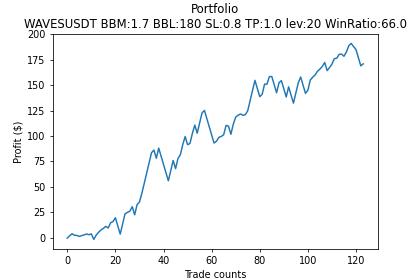 Portfolio
WAVESUSDT BBM:1.7 BBL:180 SL:0.8 TP:1.0 lev:20 WinRatio:66.0
200
175
150
125
100
75
50
25
0
Profit ($)
0 20 40 60 80 100 120
Trade counts